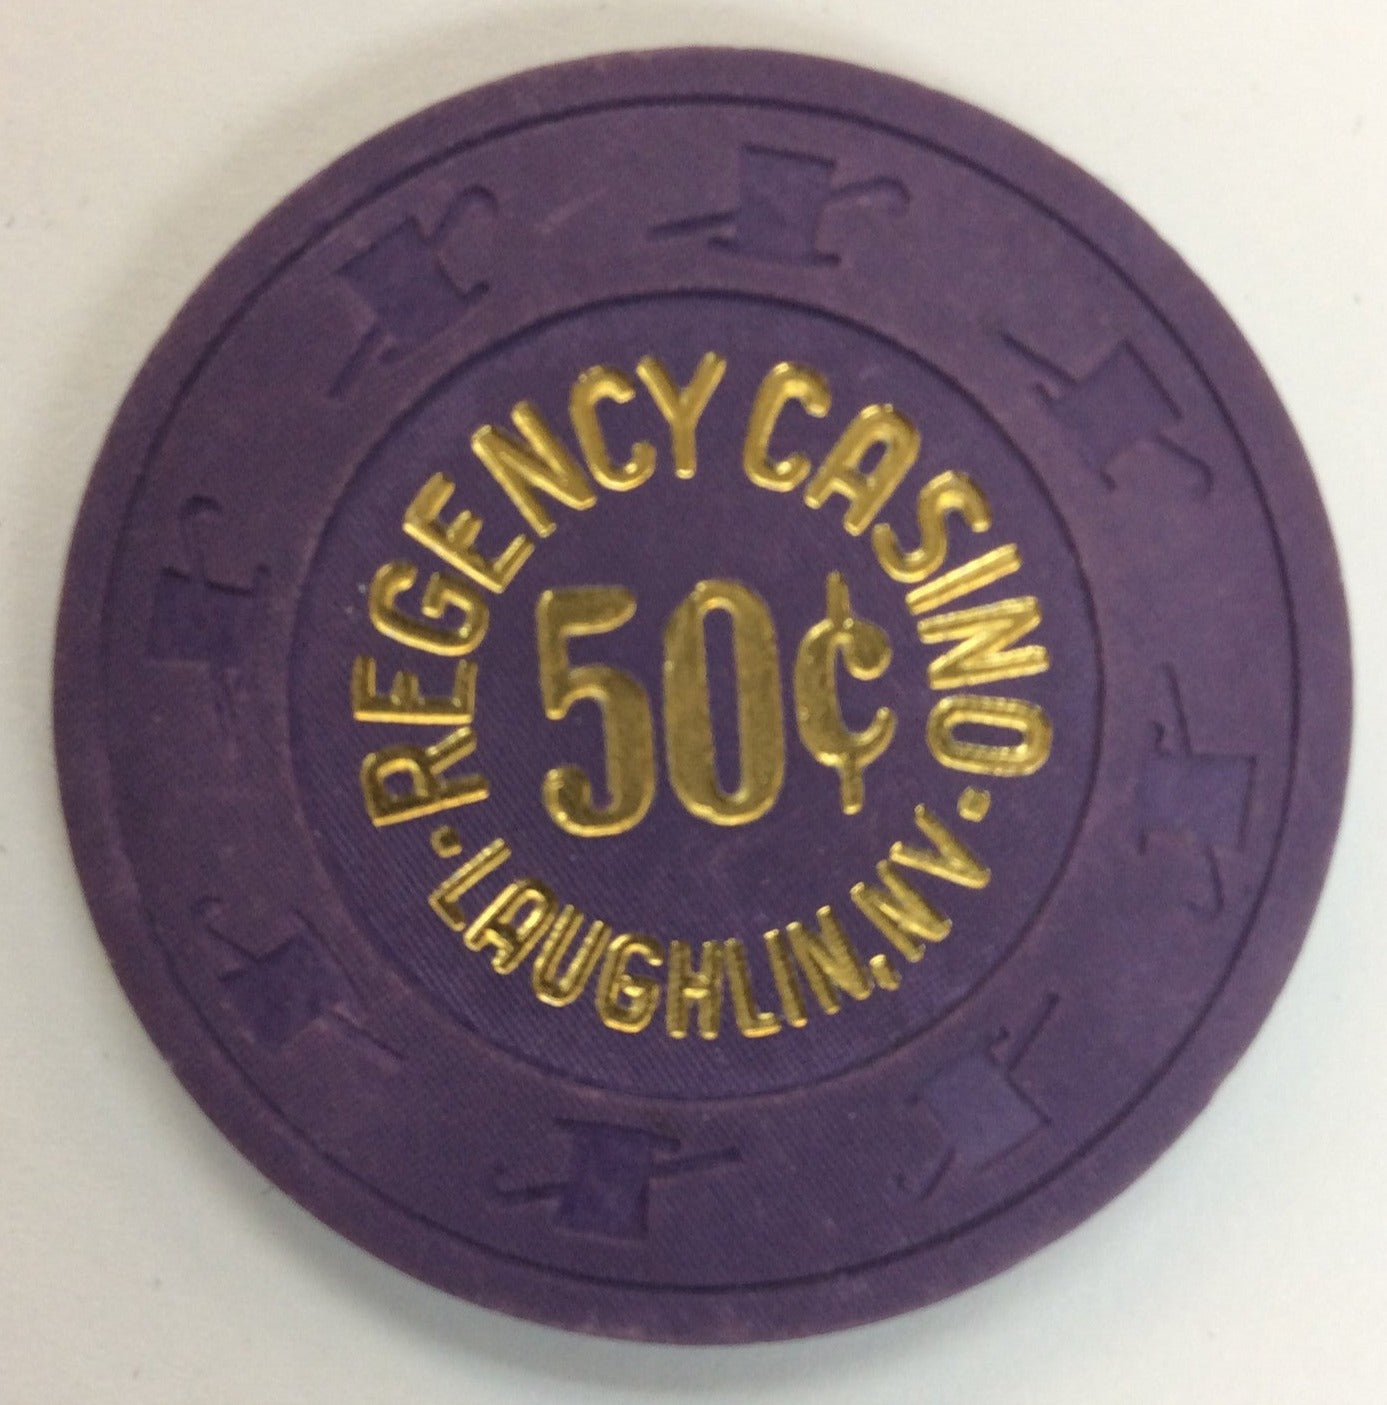 REGENCY CASINO
50¢
• LAUGHLIN, NV •